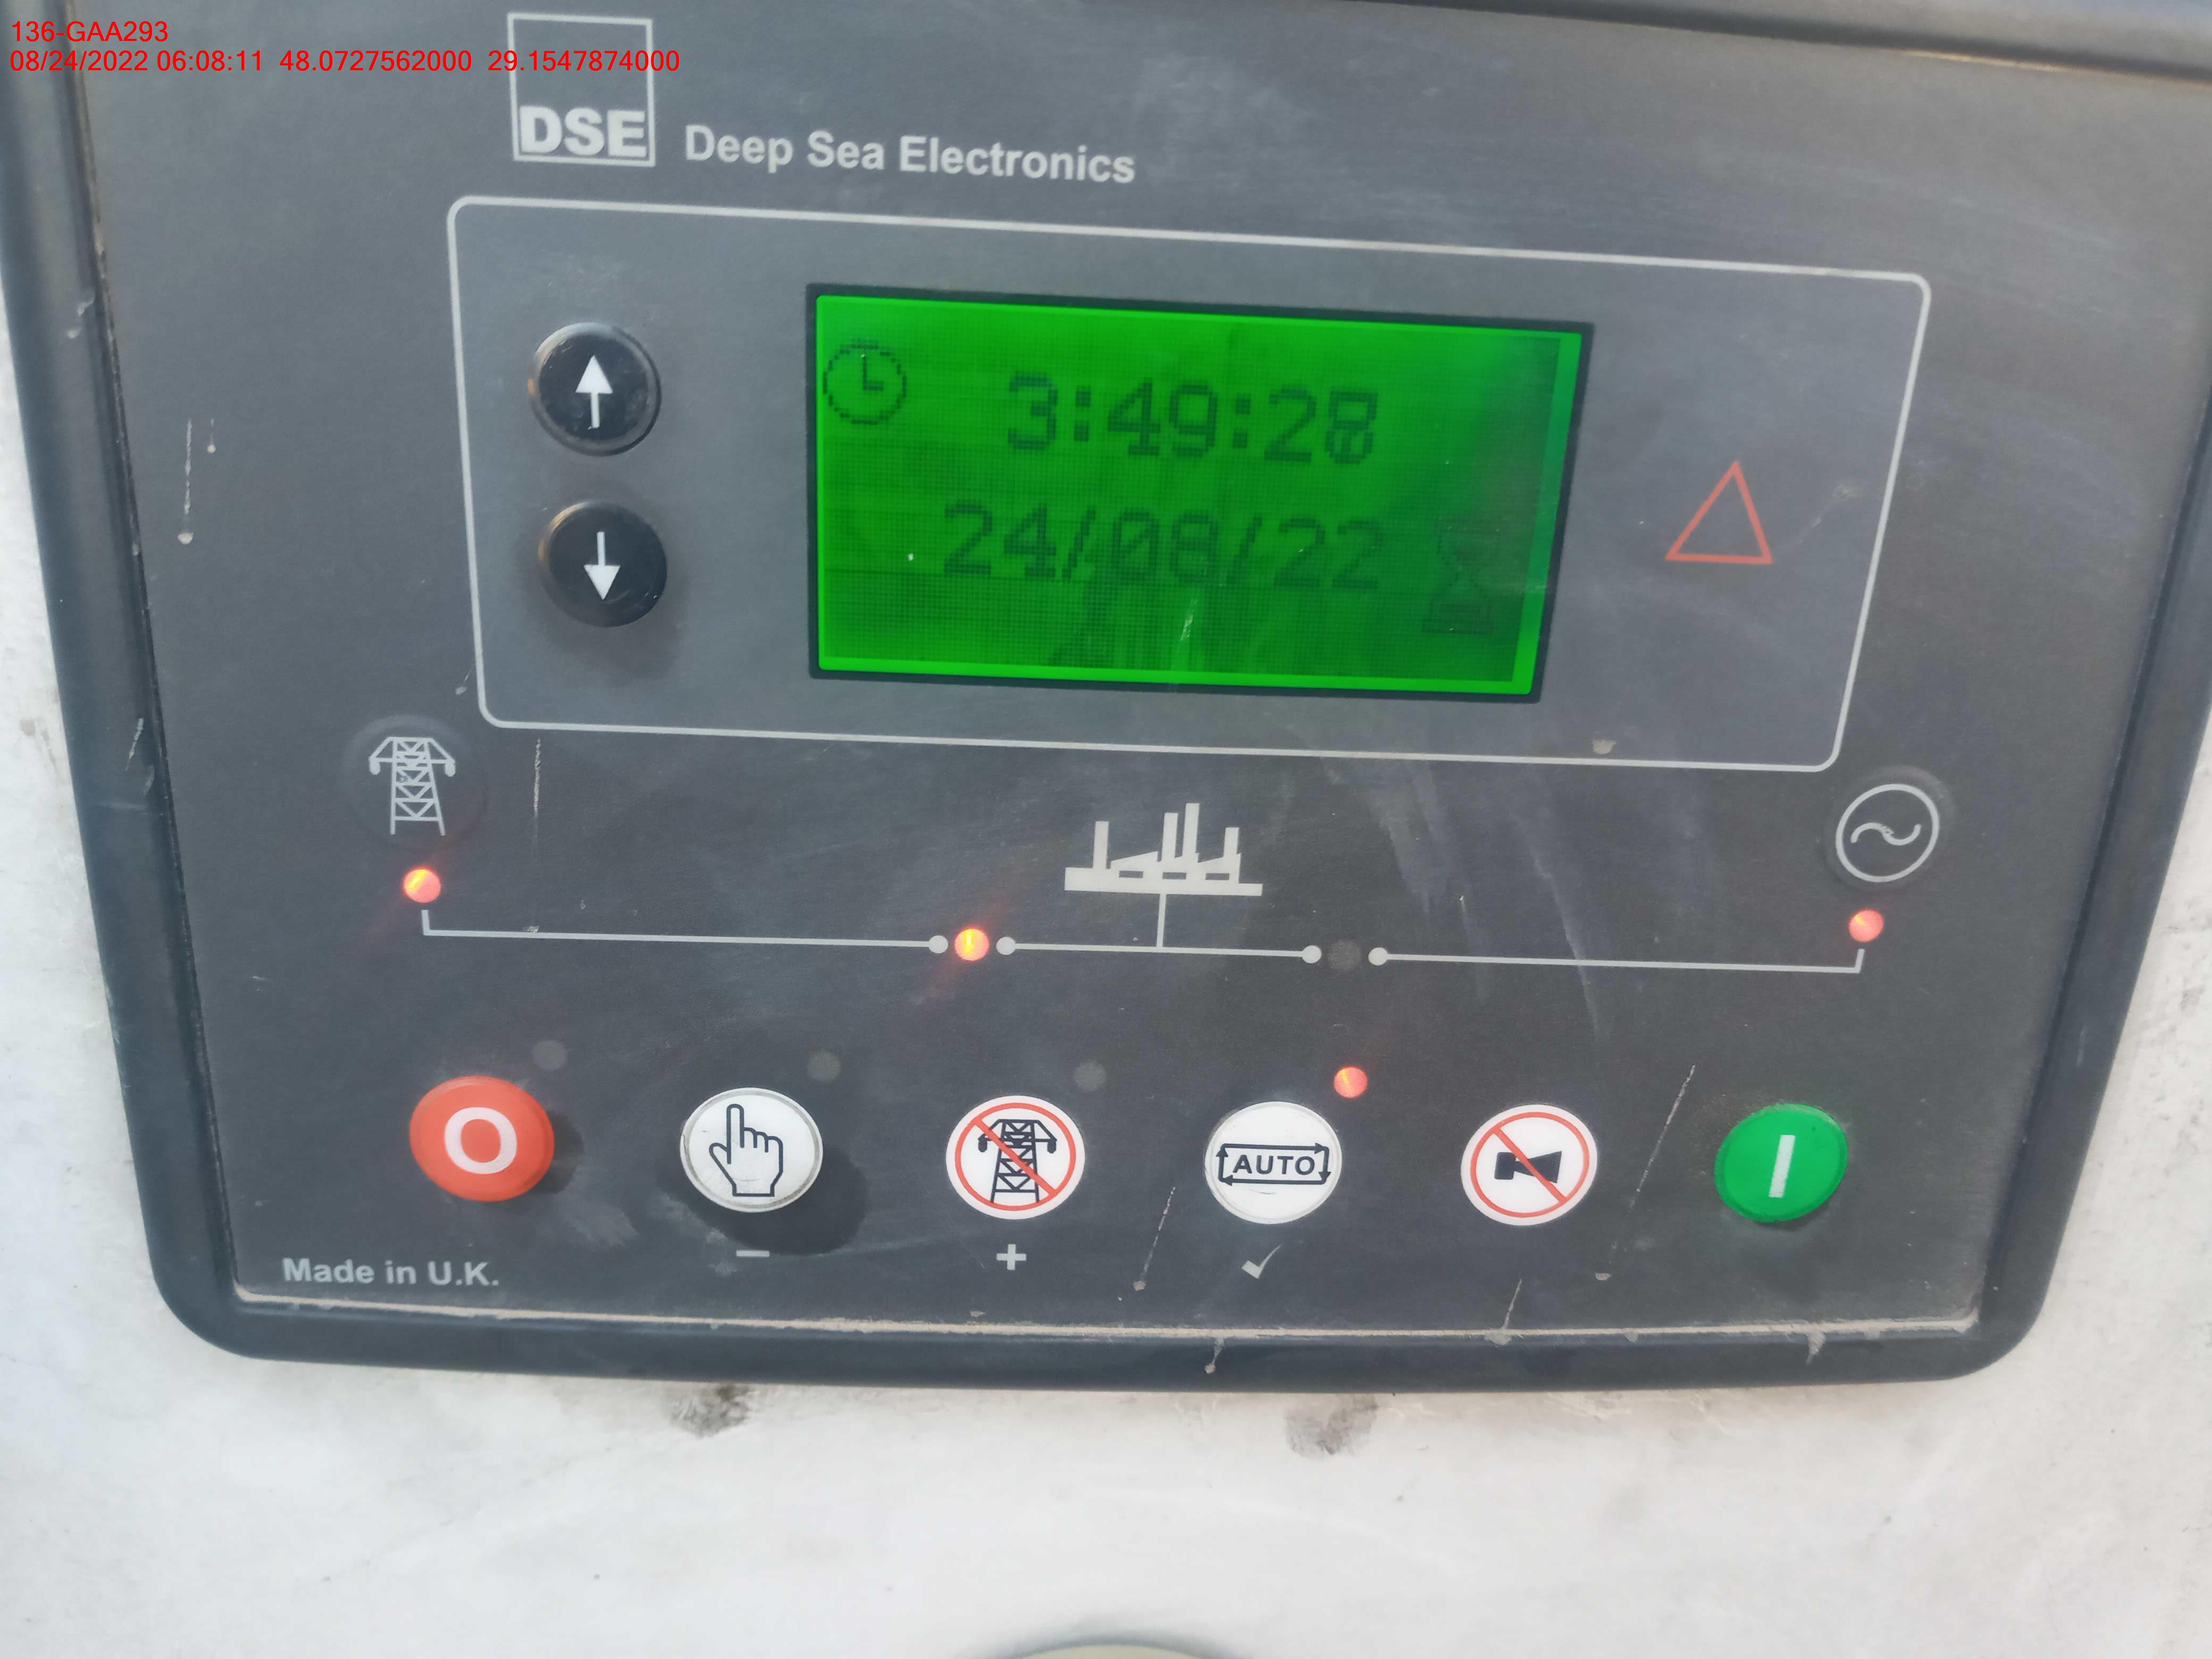 136-GAA293
08/24/2022 06:08:11 48.0727562000 29.1547874000
DSE Deep Sea Electronics
3:49:28
24/08/22
AUTO
Made in U.K.